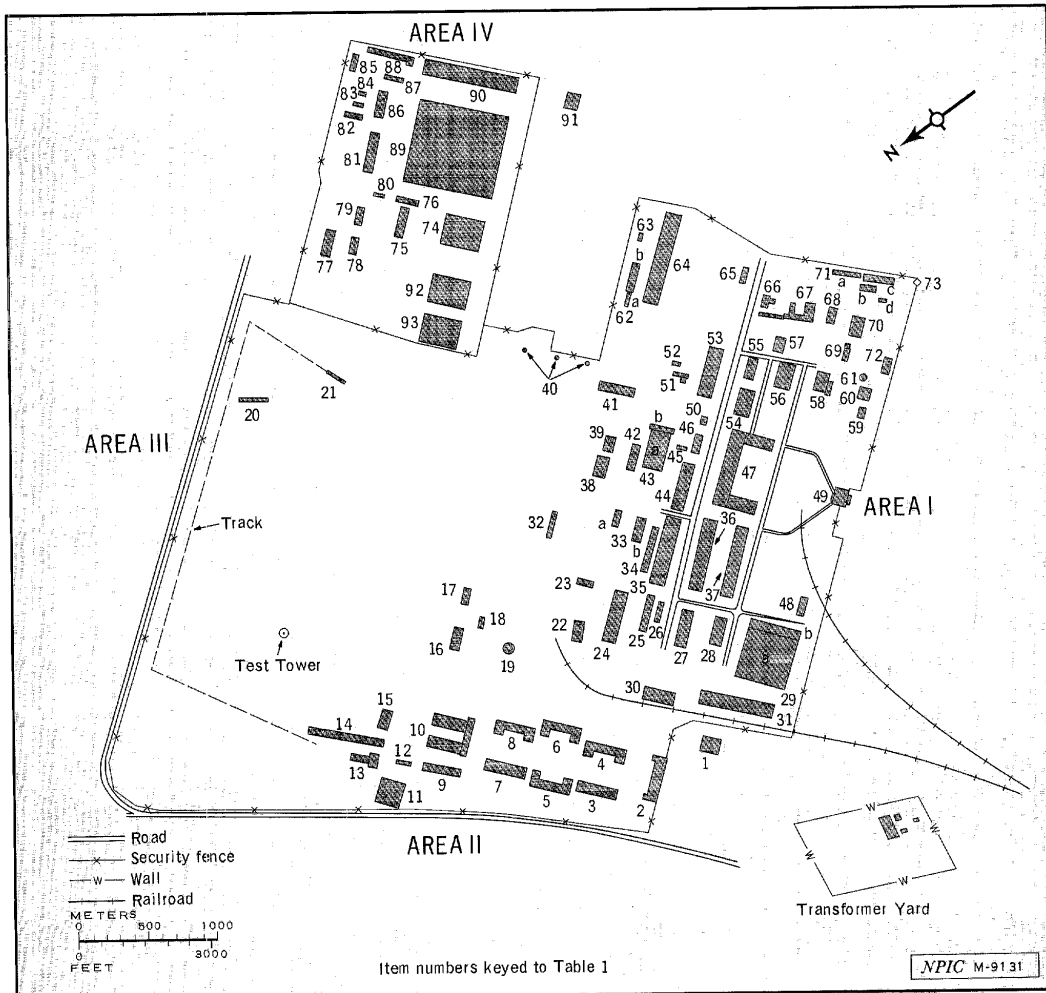 AREA IV
85
88
84
87
90
83
86
91
82
89
81
N
80
76
79
74
75
77
78
92
93
63
b
64
65
71
a
c
73
62
a
66
67
68
b
d
70
40
53
55
57
69
72
52
61
21
51
56
58
60
20
41
50
54
59
AREA III
39
42
b
46
a
45
47
38
43
44
49
AREA I
Track
32
a
33
36
b
34
35
37
17
23
48
18
22
b
16
24
25
26
27
28
Test Tower
19
a
29
30
31
15
14
10
8
6
4
1
12
13
9
7
5
3
2
11
AREA II
Road
Security fence
W Wall
Railroad
METERS
0 500 1000
0 3000
FEET
W
W
W
W
Transformer Yard
Item numbers keyed to Table 1
NPIC M-9131